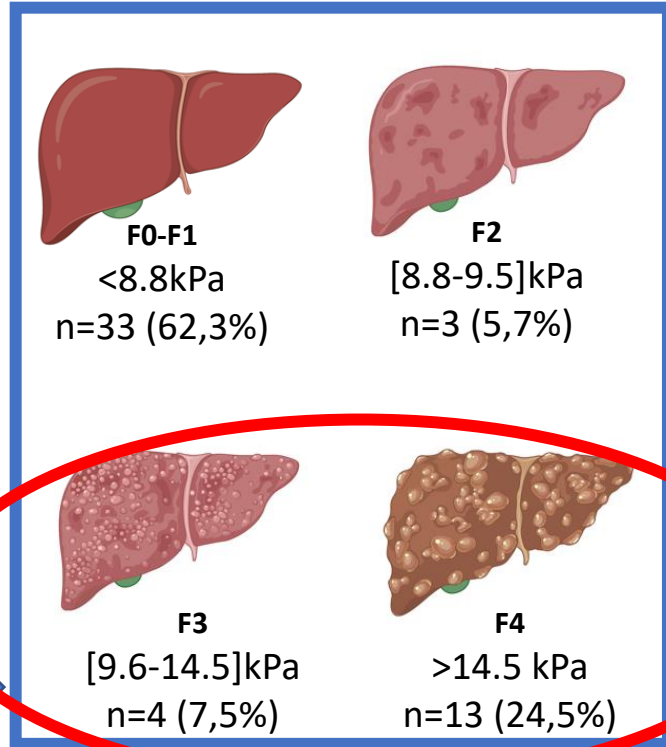 F0-F1
<8.8kPa
n=33 (62,3%)
F2
[8.8-9.5]kPa
n=3 (5,7%)
F3
[9.6-14.5]kPa
n=4 (7,5%)
F4
>14.5 kPa
n=13 (24,5%)